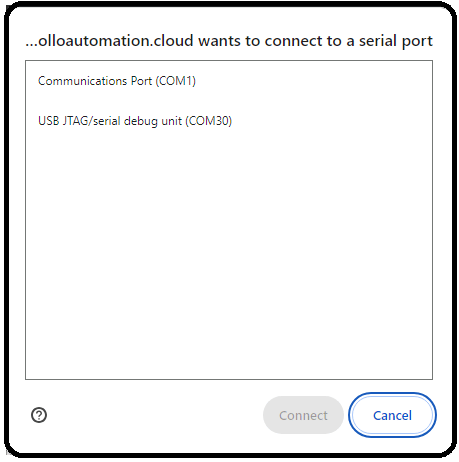 ...olloautomation.cloud wants to connect to a serial port
Communications Port (COM1)
USB JTAG/serial debug unit (COM30)
Connect
Cancel